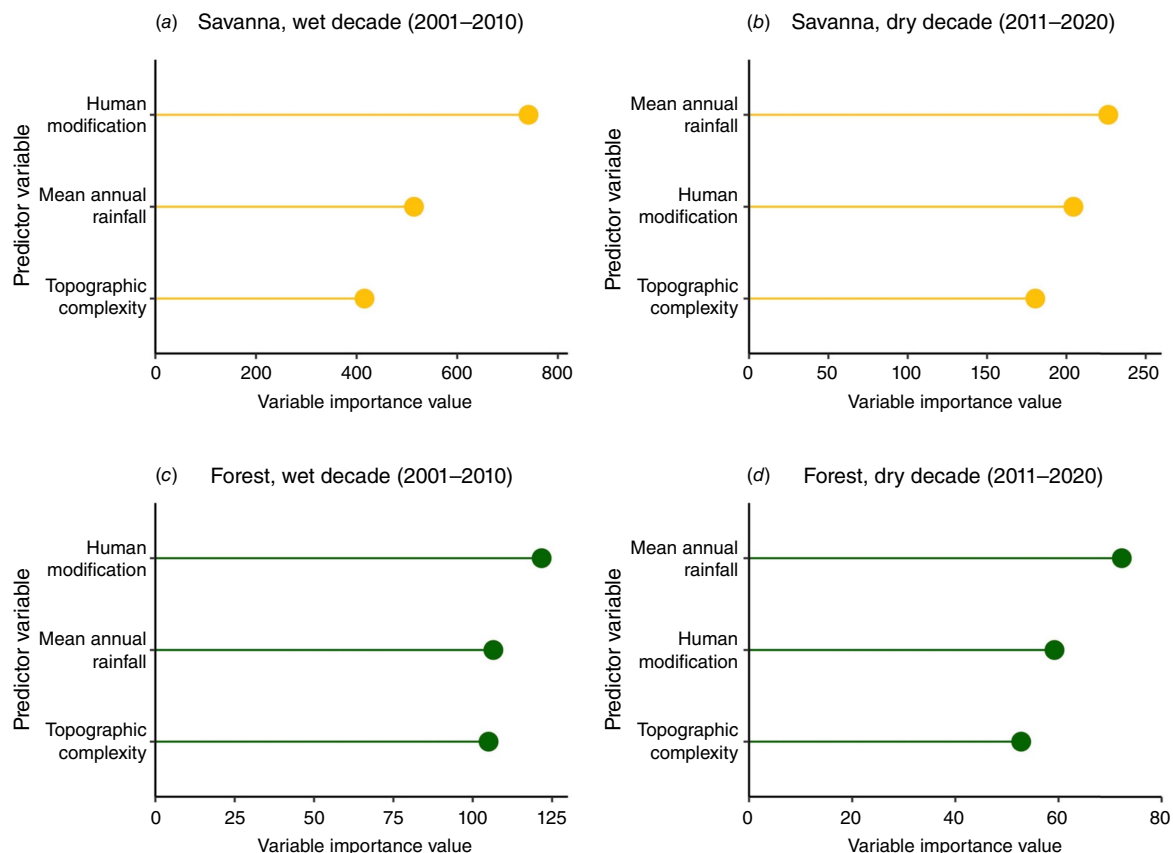 (a) Savanna, wet decade (2001–2010)
Predictor variable
Human
modification
Mean annual
rainfall
Topographic
complexity
0 200 400 600 800
Variable importance value
(b) Savanna, dry decade (2011–2020)
Predictor variable
Mean annual
rainfall
Human
modification
Topographic
complexity
0 50 100 150 200 250
Variable importance value
(c) Forest, wet decade (2001–2010)
Predictor variable
Human
modification
Mean annual
rainfall
Topographic
complexity
0 25 50 75 100 125
Variable importance value
(d) Forest, dry decade (2011–2020)
Predictor variable
Mean annual
rainfall
Human
modification
Topographic
complexity
0 20 40 60 80
Variable importance value